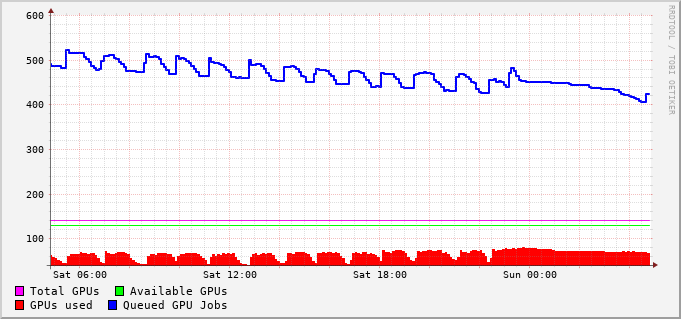 600
500
400
300
200
100
Sat 06:00 Sat 12:00 Sat 18:00 Sun 00:00
Total GPUs Available GPUs
GPUs used Queued GPU Jobs
RRDTOOL / TOBI OETIKER